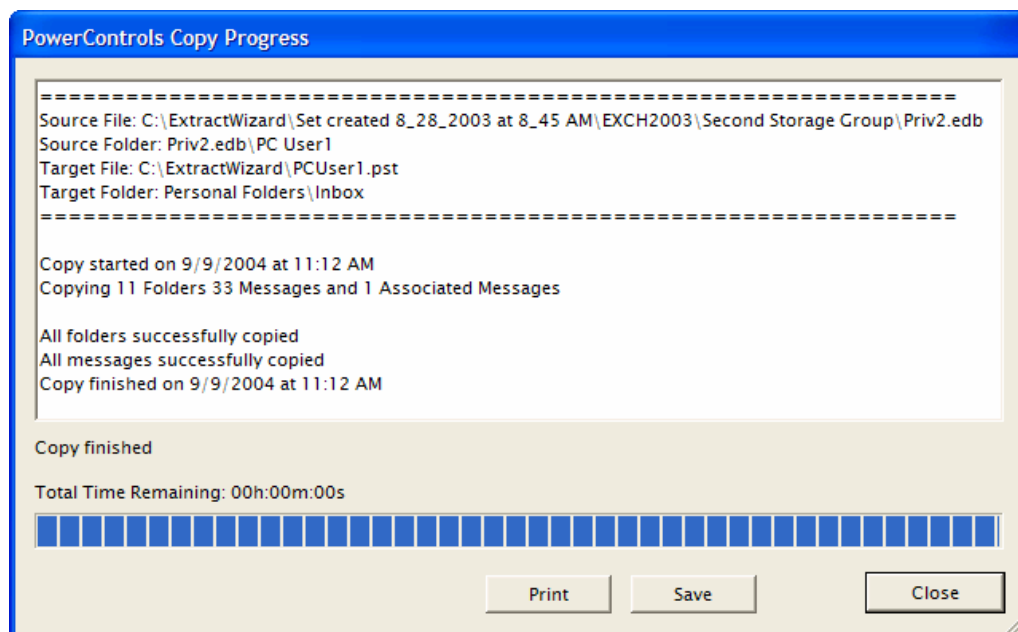 PowerControls Copy Progress
================================================================
Source File: C:\ExtractWizard\Set created 8_28_2003 at 8_45 AM\EXCH2003\Second Storage Group\Priv2.edb
Source Folder: Priv2.edb\PC User1
Target File: C:\ExtractWizard\PCUser1.pst
Target Folder: Personal Folders\Inbox
================================================================
Copy started on 9/9/2004 at 11:12 AM
Copying 11 Folders 33 Messages and 1 Associated Messages
All folders successfully copied
All messages successfully copied
Copy finished on 9/9/2004 at 11:12 AM
Copy finished
Total Time Remaining: 00h:00m:00s
Print
Save
Close